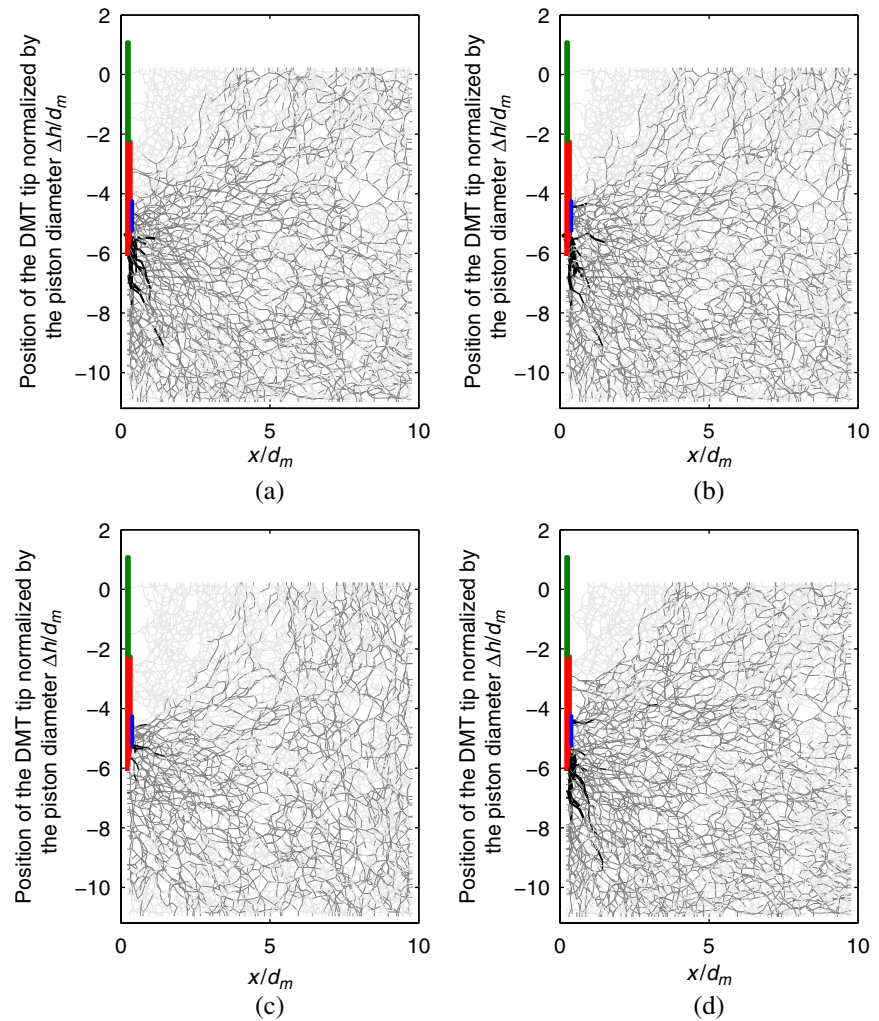 Position of the DMT tip normalized by
the piston diameter Δh/d_m
2
0
−2
−4
−6
−8
−10
0
5
10
x/d_m
(a)
Position of the DMT tip normalized by
the piston diameter Δh/d_m
2
0
−2
−4
−6
−8
−10
0
5
10
x/d_m
(b)
Position of the DMT tip normalized by
the piston diameter Δh/d_m
2
0
−2
−4
−6
−8
−10
0
5
10
x/d_m
(c)
Position of the DMT tip normalized by
the piston diameter Δh/d_m
2
0
−2
−4
−6
−8
−10
0
5
10
x/d_m
(d)